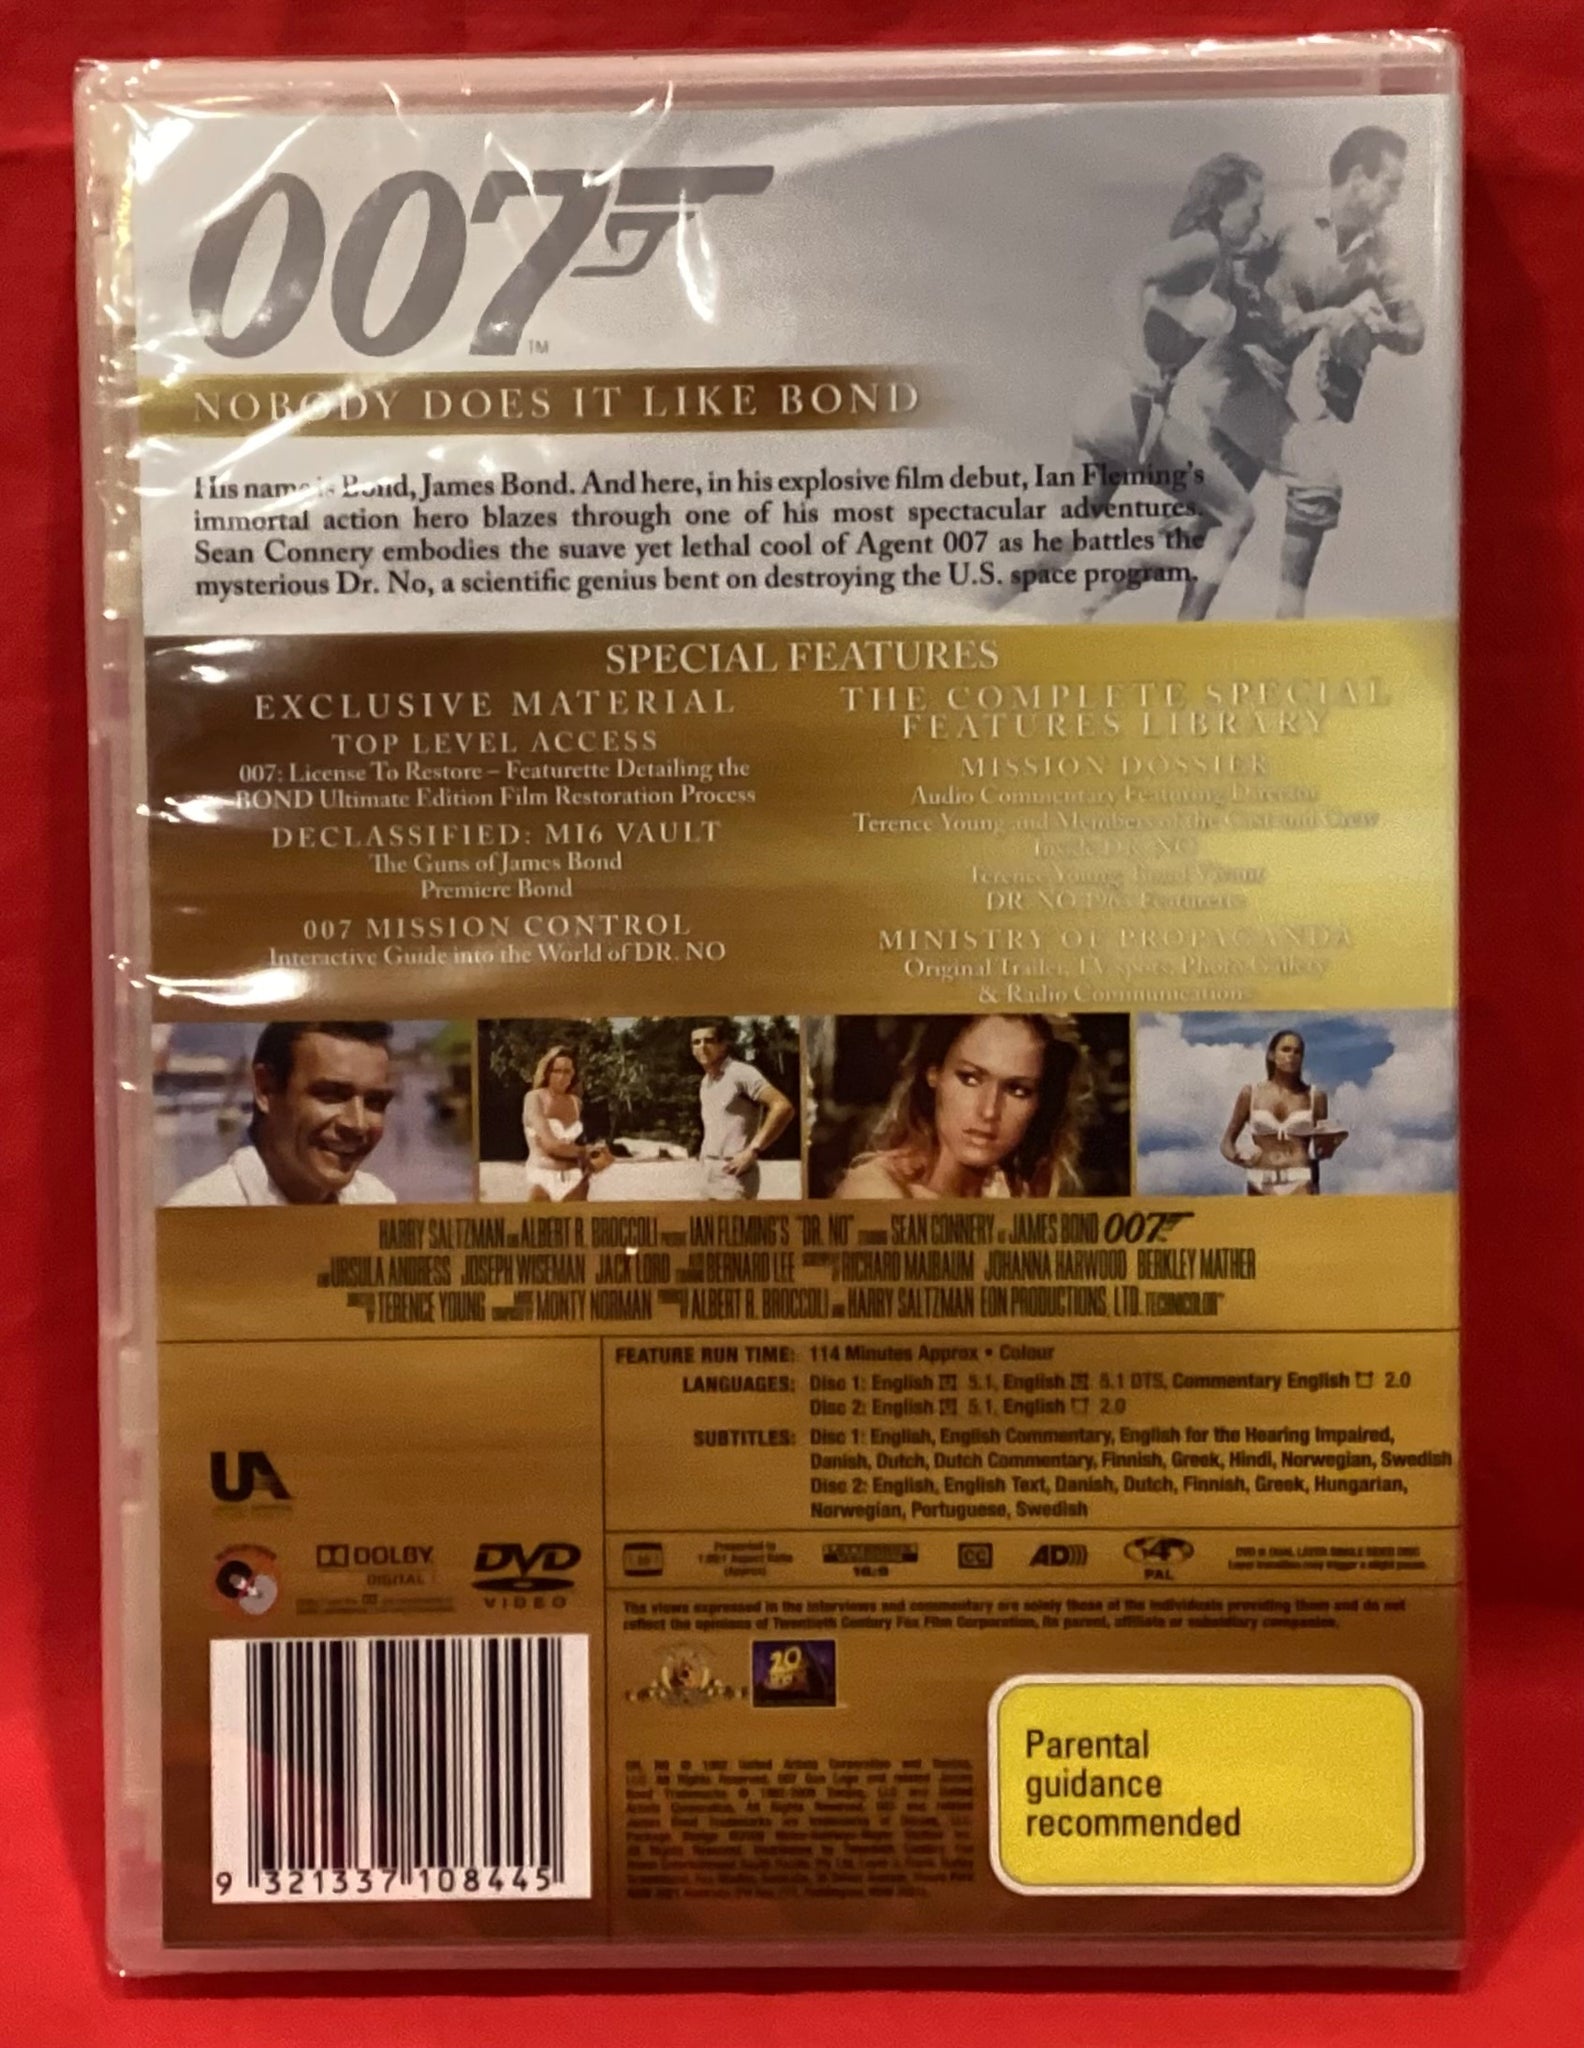 007
TM
NOBODY DOES IT LIKE BOND
His name is Bond, James Bond. And here, in his explosive film debut, Ian Fleming's
immortal action hero blazes through one of his most spectacular adventures.
Sean Connery embodies the suave yet lethal cool of Agent 007 as he battles the
mysterious Dr. No, a scientific genius bent on destroying the U.S. space program.
SPECIAL FEATURES
EXCLUSIVE MATERIAL
TOP LEVEL ACCESS
007: License To Restore – Featurette Detailing the
BOND Ultimate Edition Film Restoration Process
DECLASSIFIED: MI6 VAULT
The Guns of James Bond
Premiere Bond
007 MISSION CONTROL
Interactive Guide into the World of DR. NO
THE COMPLETE SPECIAL
FEATURES LIBRARY
MISSION DOSSIER
Audio Commentary Featuring Director
Terence Young and Members of the Cast and Crew
Inside DR. NO
Terence Young: Bond Vivant
DR. NO 1963 Featurette
MINISTRY OF PROPAGANDA
Original Trailer, TV spots, Photo Gallery
& Radio Communication
HARRY SALTZMAN AND ALBERT R. BROCCOLI PRESENT IAN FLEMING'S "DR. NO" STARRING SEAN CONNERY AS JAMES BOND 007
URSULA ANDRESS JOSEPH WISEMAN JACK LORD BERNARD LEE RICHARD MAIBAUM JOHANNA HARWOOD BERKLEY MATHER
TERENCE YOUNG MONTY NORMAN ALBERT R. BROCCOLI AND HARRY SALTZMAN EON PRODUCTIONS, LTD. TECHNICOLOR
FEATURE RUN TIME: 114 Minutes Approx • Colour
LANGUAGES: Disc 1: English 5.1, English 5.1 DTS, Commentary English 2.0
Disc 2: English 5.1, English 2.0
SUBTITLES: Disc 1: English, English Commentary, English for the Hearing Impaired,
Danish, Dutch, Dutch Commentary, Finnish, Greek, Hindi, Norwegian, Swedish
Disc 2: English, English Text, Danish, Dutch, Finnish, Greek, Hungarian,
Norwegian, Portuguese, Swedish
UA
DOLBY
DIGITAL
DVD
VIDEO
Presented in
Aspect Ratio
(Approx)
16:9
CC
AD
4
PAL
The views expressed in the interviews and commentary are solely those of the individuals providing them and do not
reflect the opinions of Twentieth Century Fox Film Corporation, its parent, affiliate or subsidiary companies.
20
9 321337 108445
Parental
guidance
recommended